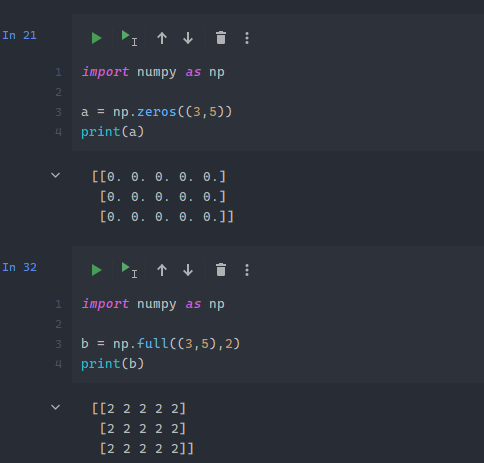 In 21
1 import numpy as np
2
3 a = np.zeros((3,5))
4 print(a)
[[0. 0. 0. 0. 0.]
 [0. 0. 0. 0. 0.]
 [0. 0. 0. 0. 0.]]
In 32
1 import numpy as np
2
3 b = np.full((3,5),2)
4 print(b)
[[2 2 2 2 2]
 [2 2 2 2 2]
 [2 2 2 2 2]]